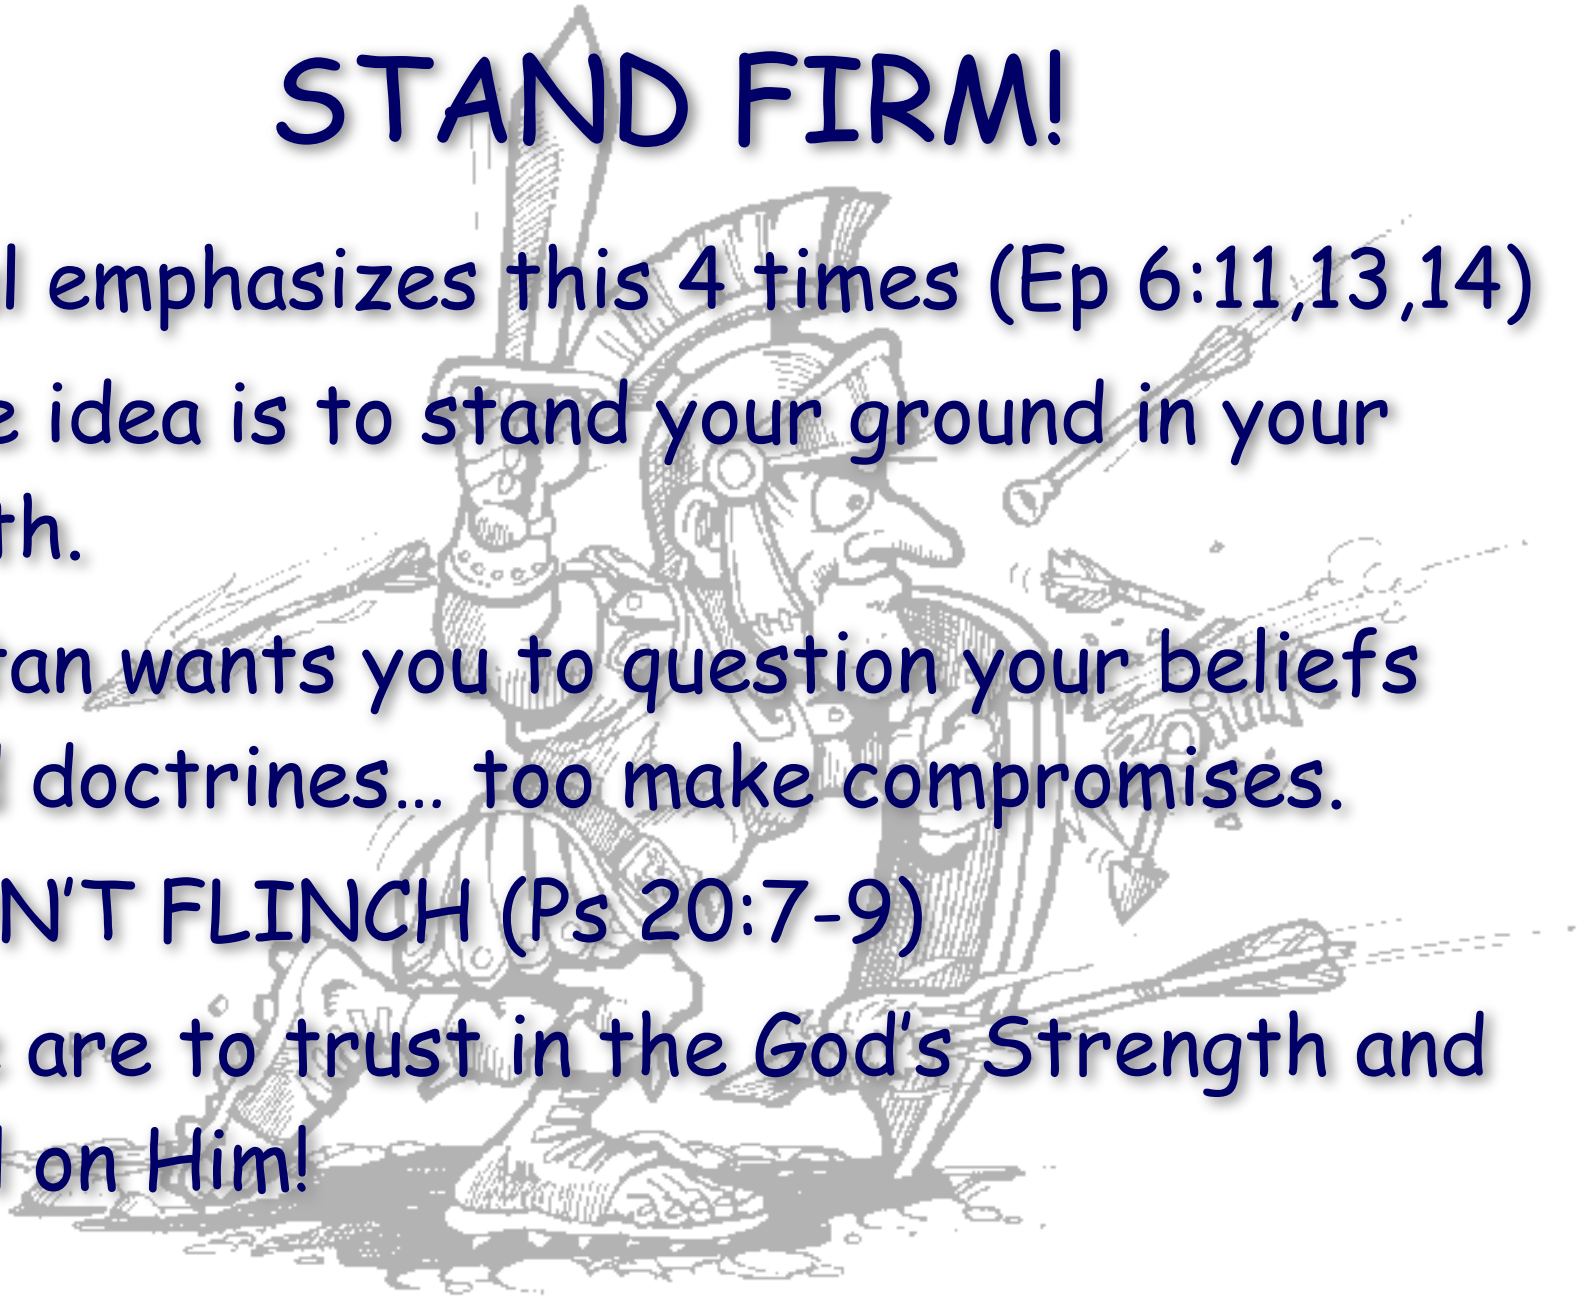 STAND FIRM!
l emphasizes this 4 times (Ep 6:11,13,14)
e idea is to stand your ground in your
th.
tan wants you to question your beliefs
d doctrines… too make compromises.
N’T FLINCH (Ps 20:7-9)
e are to trust in the God’s Strength and
on Him!